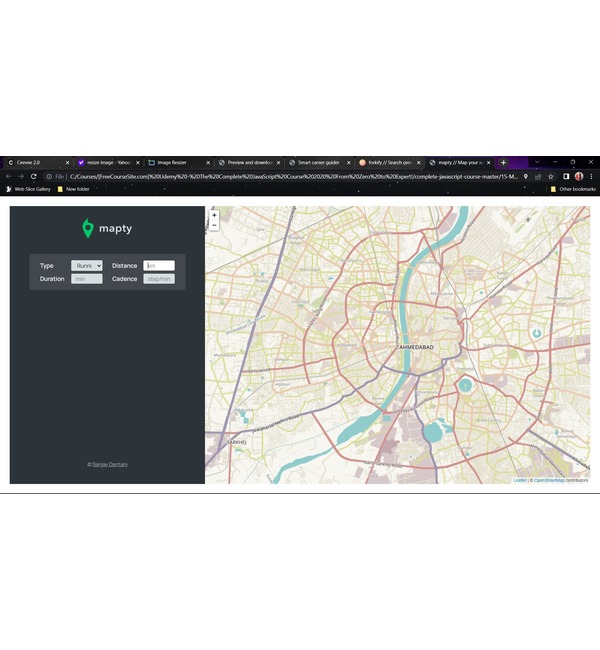 Ceevee 2.0
resize image - Yahoo
Image Resizer
Preview and downloa
Smart career guider
forkify // Search over
mapty // Map your w
File
C:/Courses/[FreeCourseSite.com]%20Udemy%20-%20The%20Complete%20JavaScript%20Course%202020%20From%20Zero%20to%20Expert!/complete-javascript-course-master/15-M...
Web Slice Gallery
New folder
Other bookmarks
mapty
+
−
Type
Runni
Distance
km
Duration
min
Cadence
step/min
AHMEDABAD
SARKHEJ
© Sanjay Dantani
Leaflet | © OpenStreetMap contributors